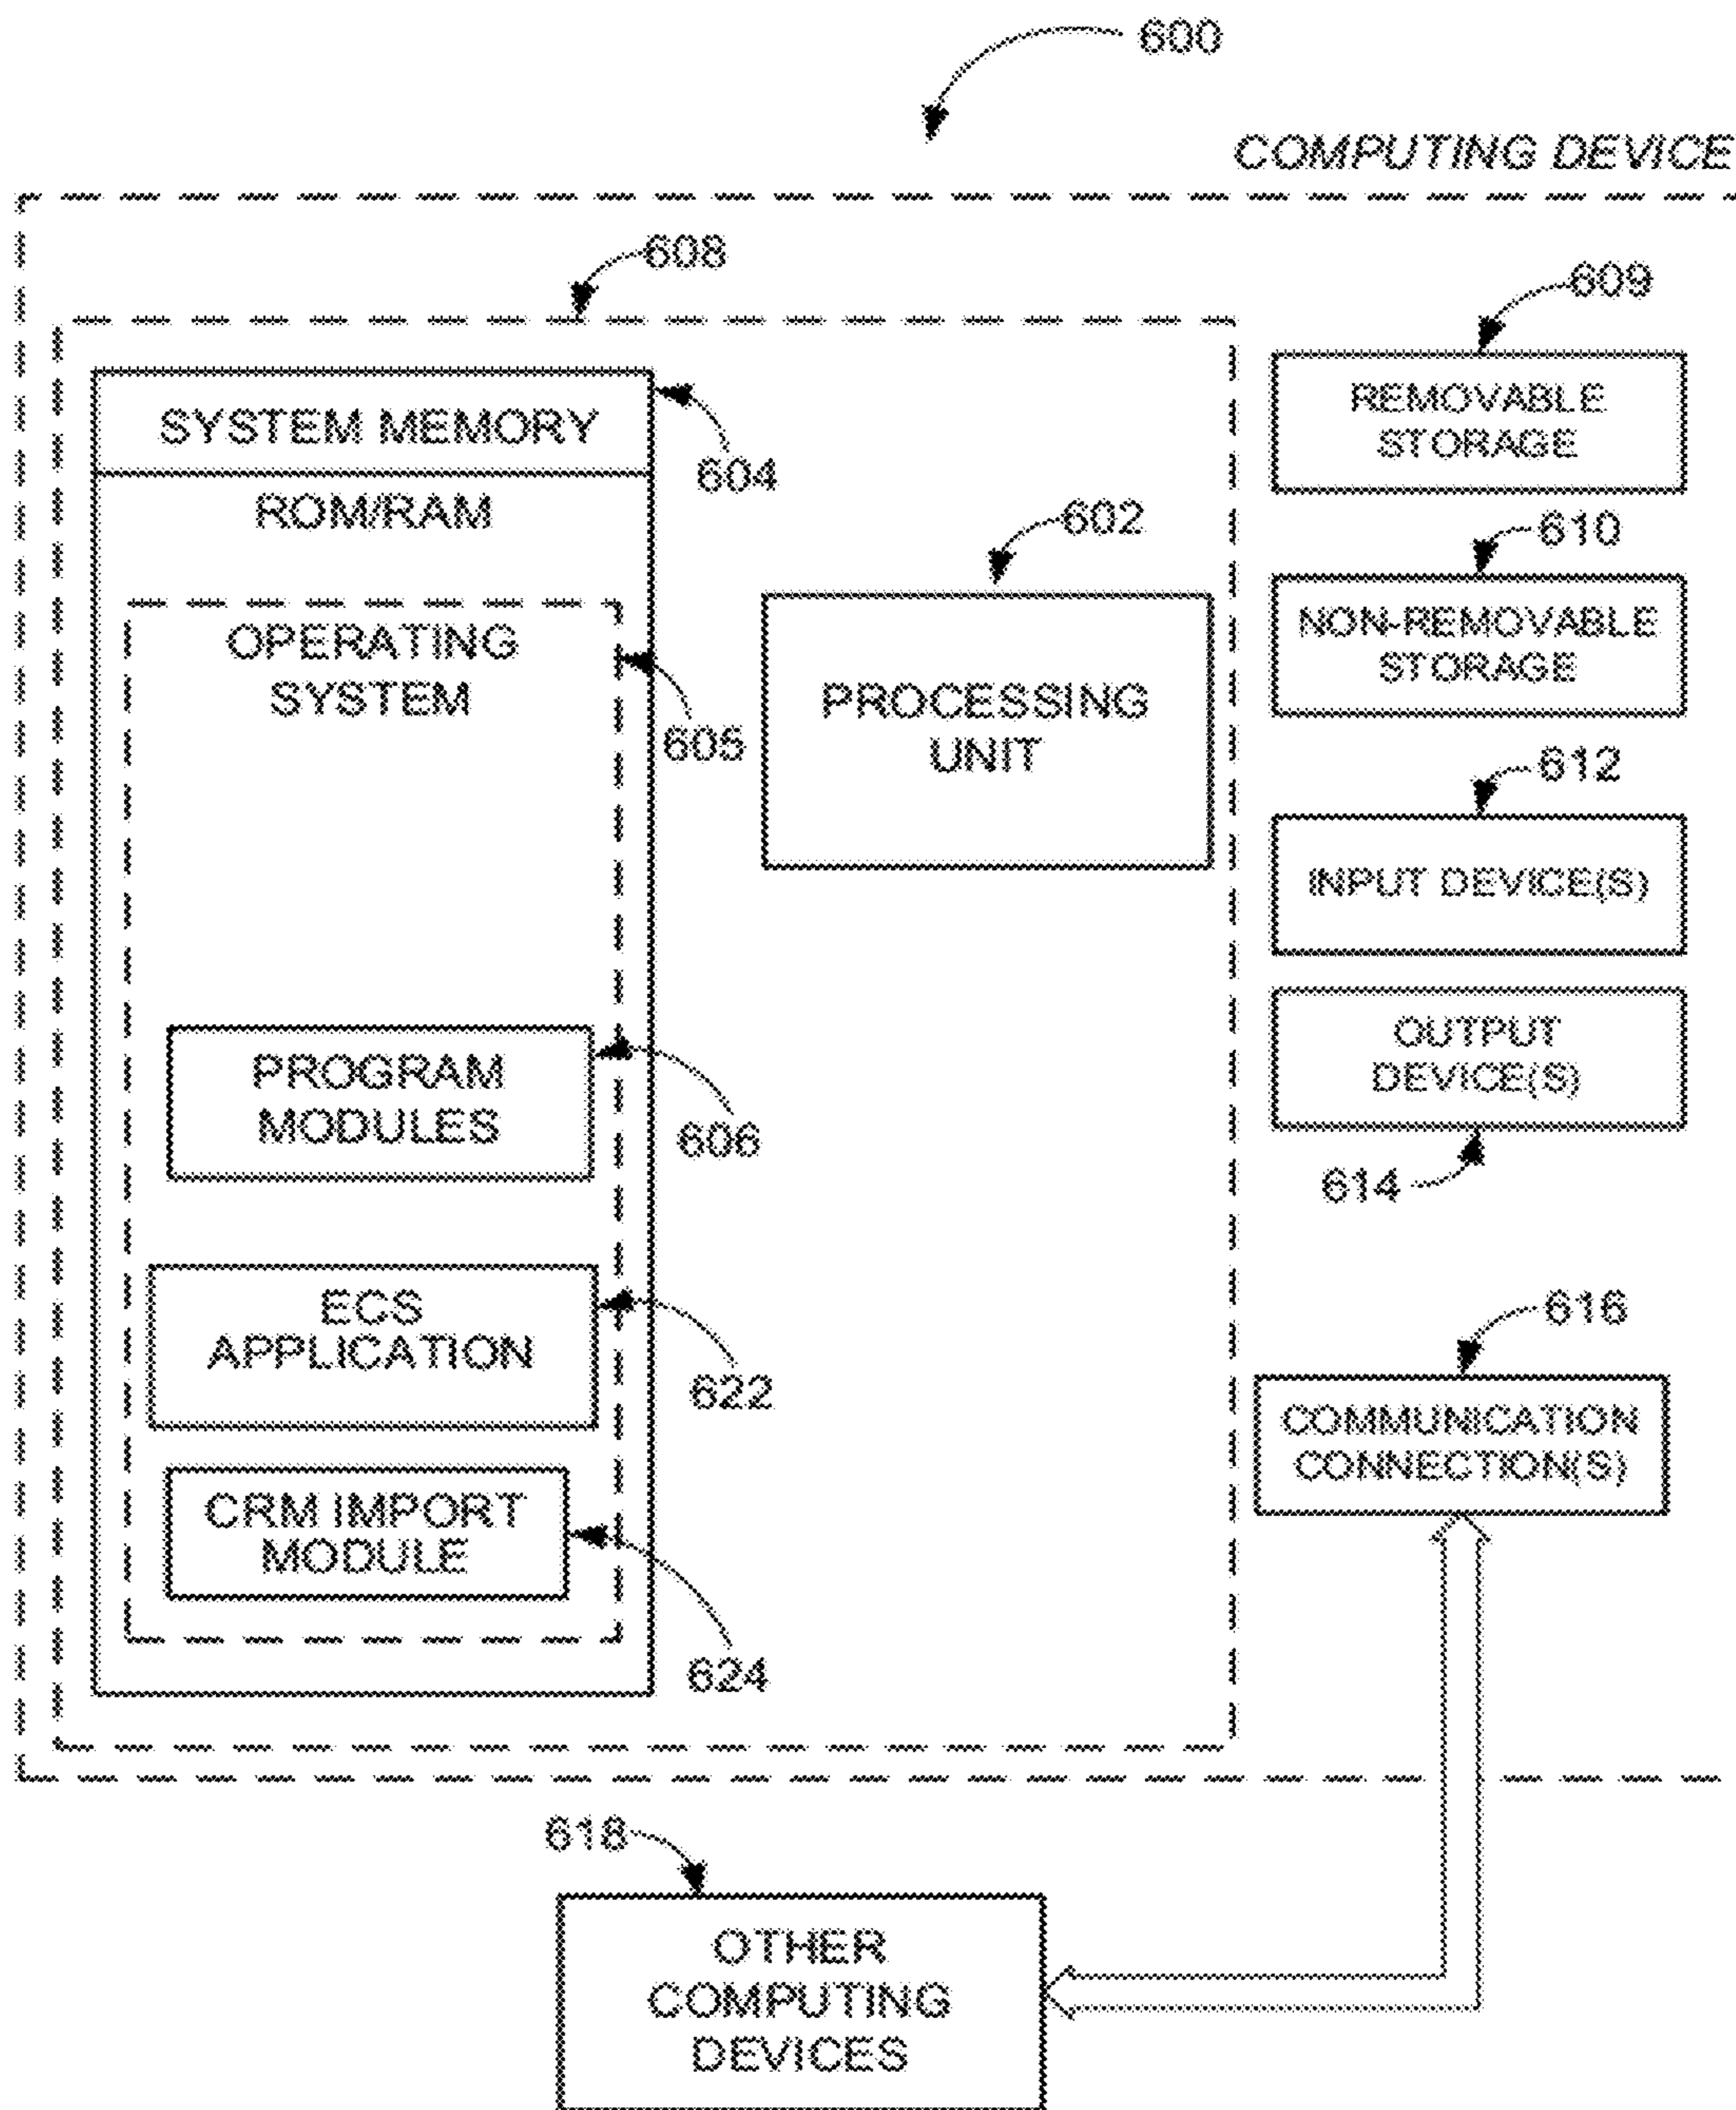 600
COMPUTING DEVICE
608
609
SYSTEM MEMORY
604
ROM/RAM
REMOVABLE
STORAGE
602
610
OPERATING
SYSTEM
605
PROCESSING
UNIT
NON-REMOVABLE
STORAGE
612
INPUT DEVICE(S)
PROGRAM
MODULES
606
OUTPUT
DEVICE(S)
614
ECS
APPLICATION
622
616
COMMUNICATION
CONNECTION(S)
CRM IMPORT
MODULE
624
618
OTHER
COMPUTING
DEVICES